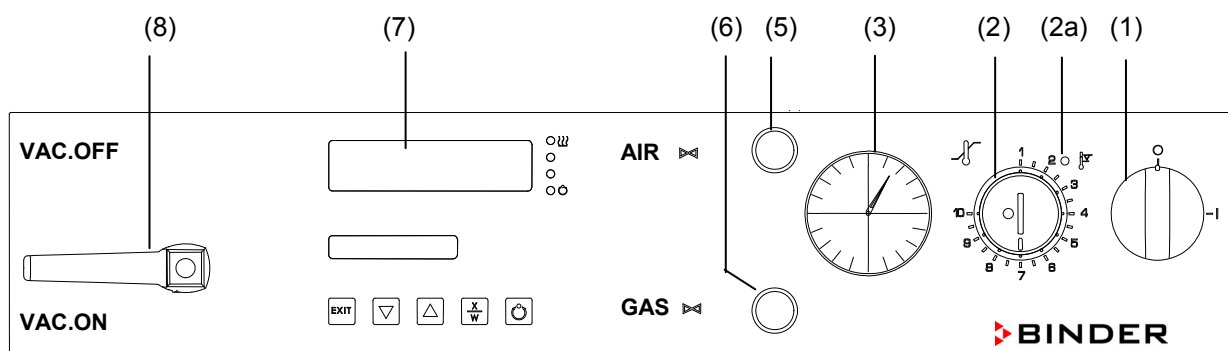 (8) (7) (6) (5) (3) (2) (2a) (1)
VAC.OFF
AIR
1
2
3
4
5
6
7
8
9
10
I
EXIT
X
W
GAS
VAC.ON
BINDER